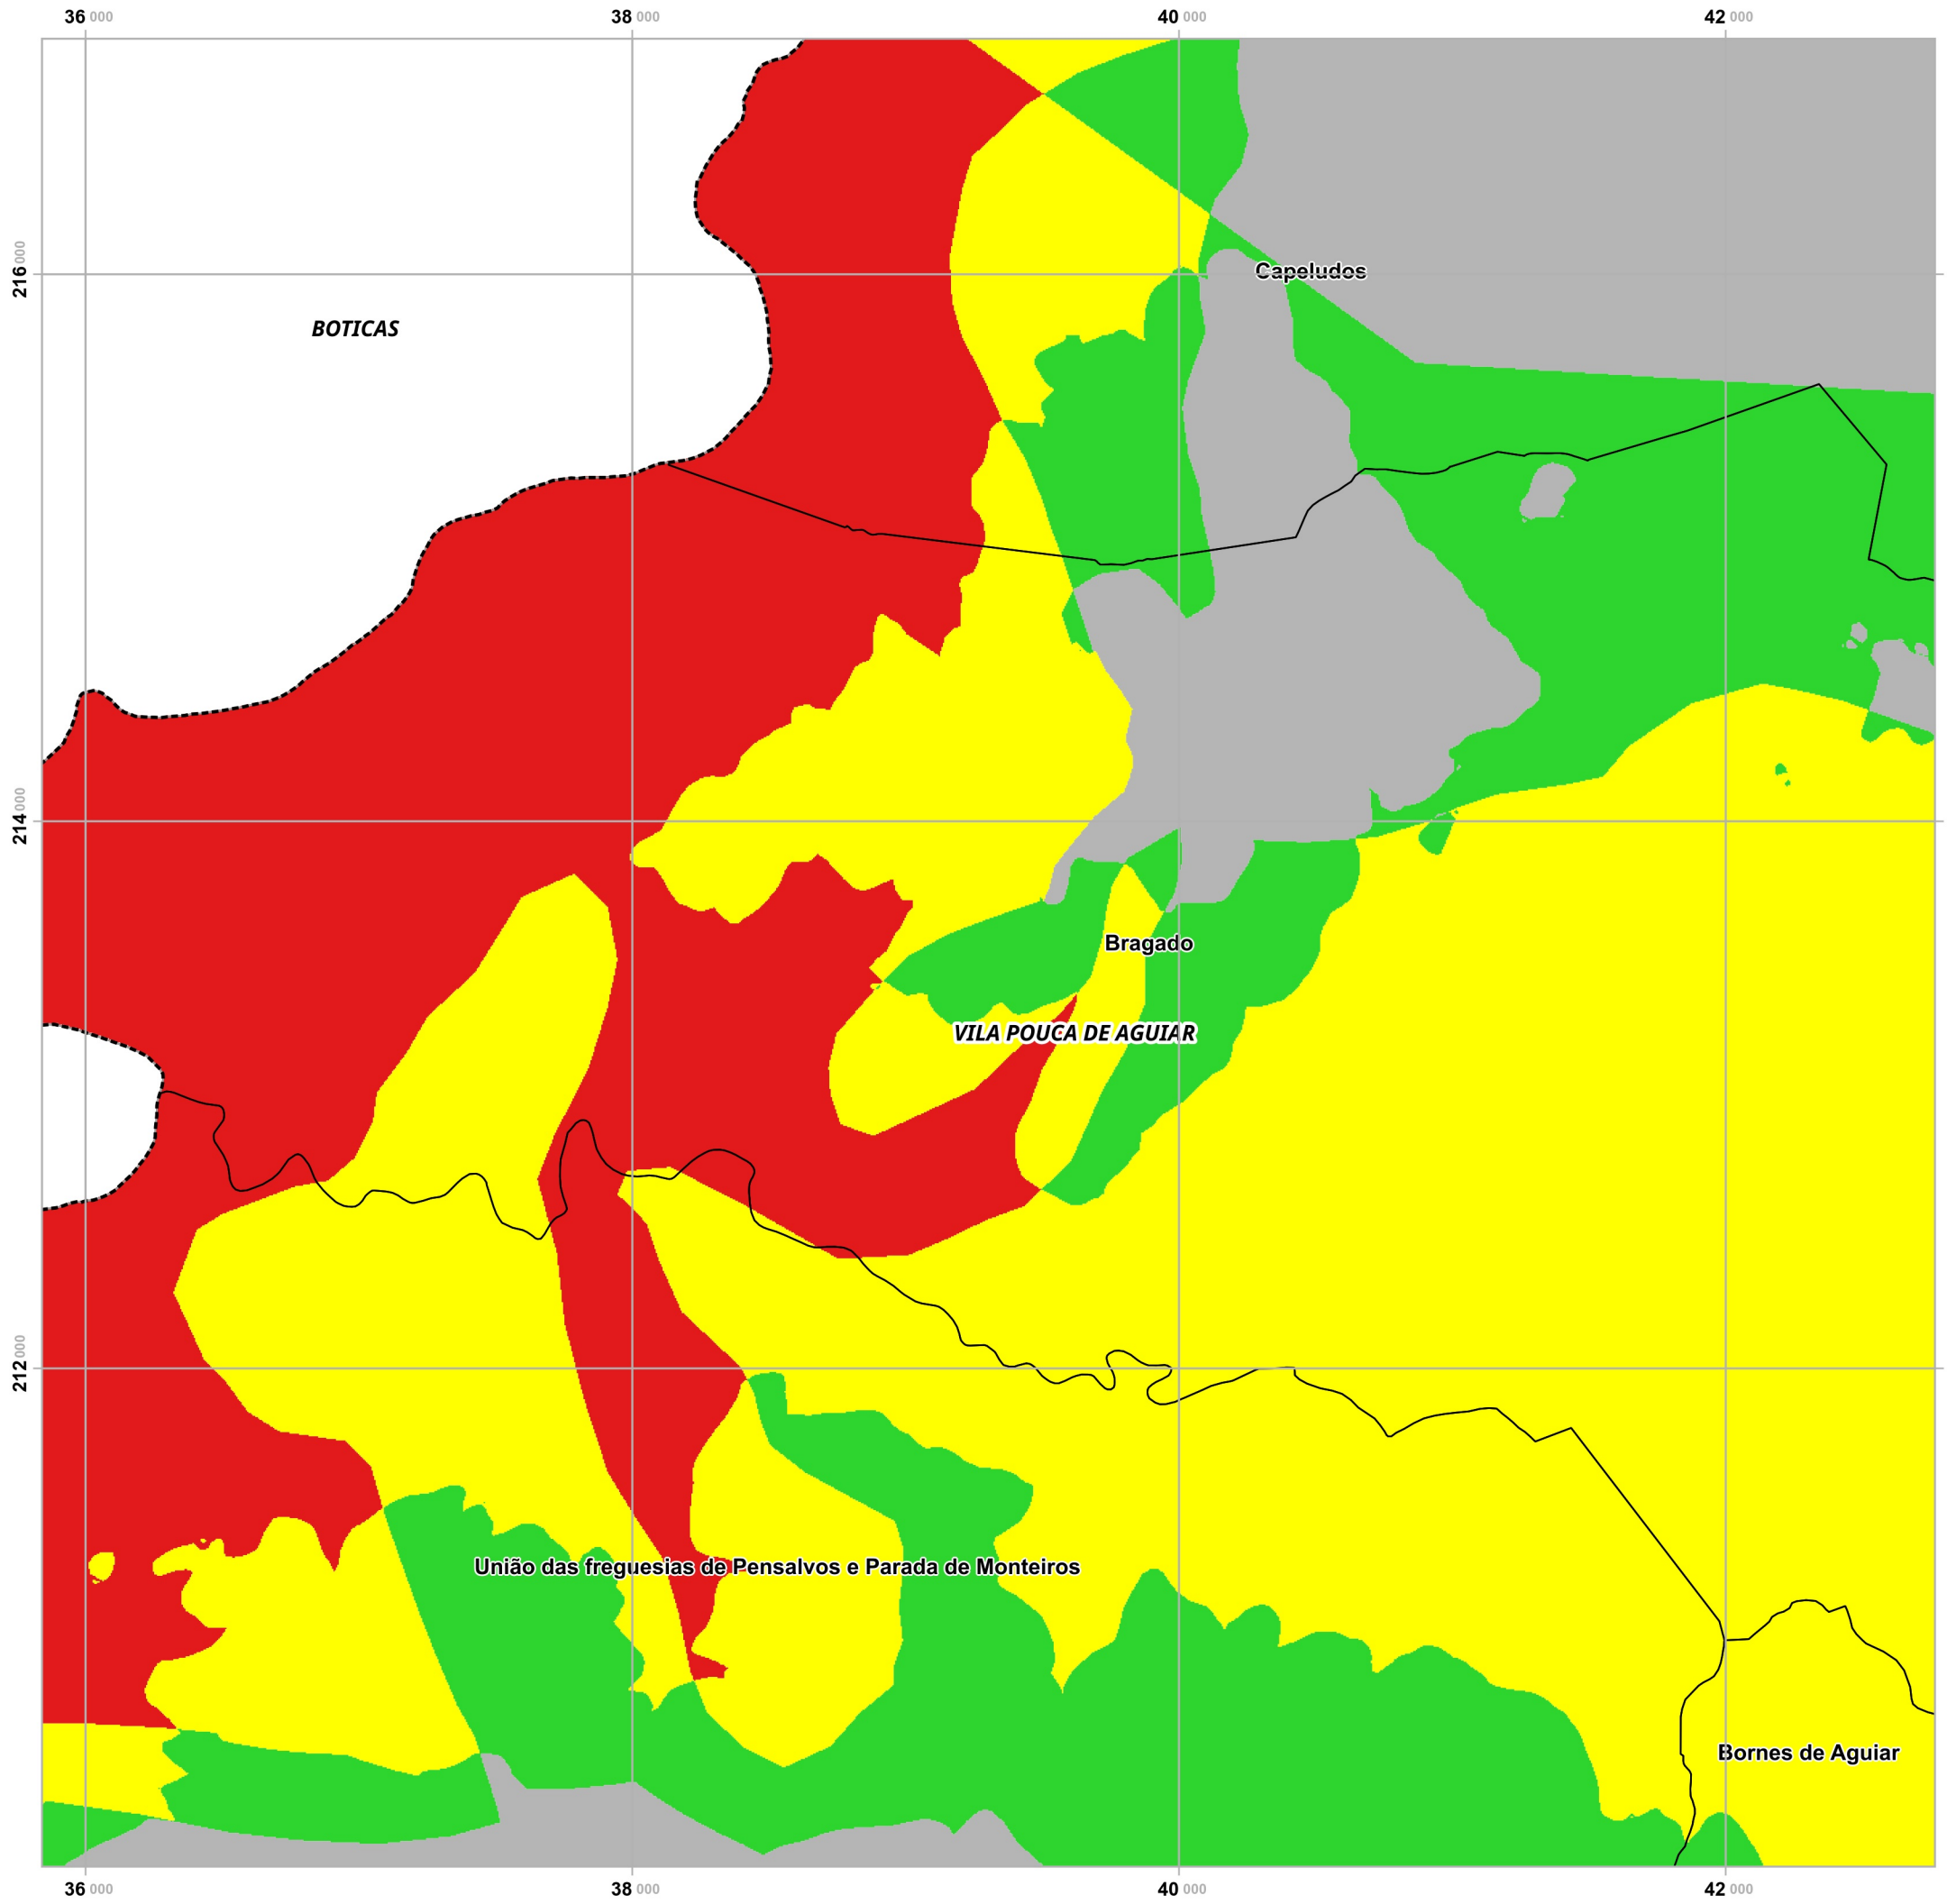 36 000 38 000 40 000 42 000
216 000
Capeludos
BOTICAS
214 000
Bragado
VILA POUCA DE AGUIAR
212 000
União das freguesias de Pensalvos e Parada de Monteiros
Bornes de Aguiar
36 000 38 000 40 000 42 000